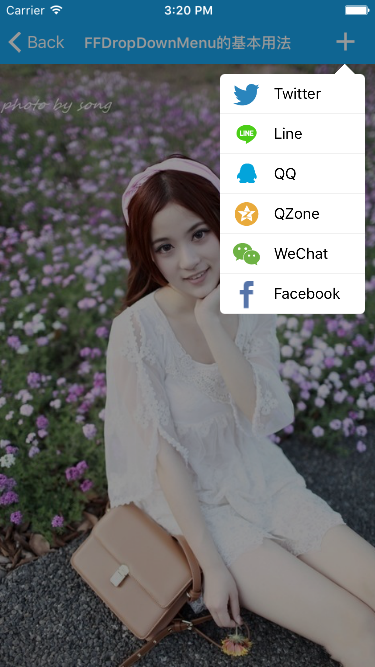 Carrier 3:20 PM
Back FFDropDownMenu的基本用法
photo by song
Twitter
LINE Line
QQ
QZone
WeChat
Facebook